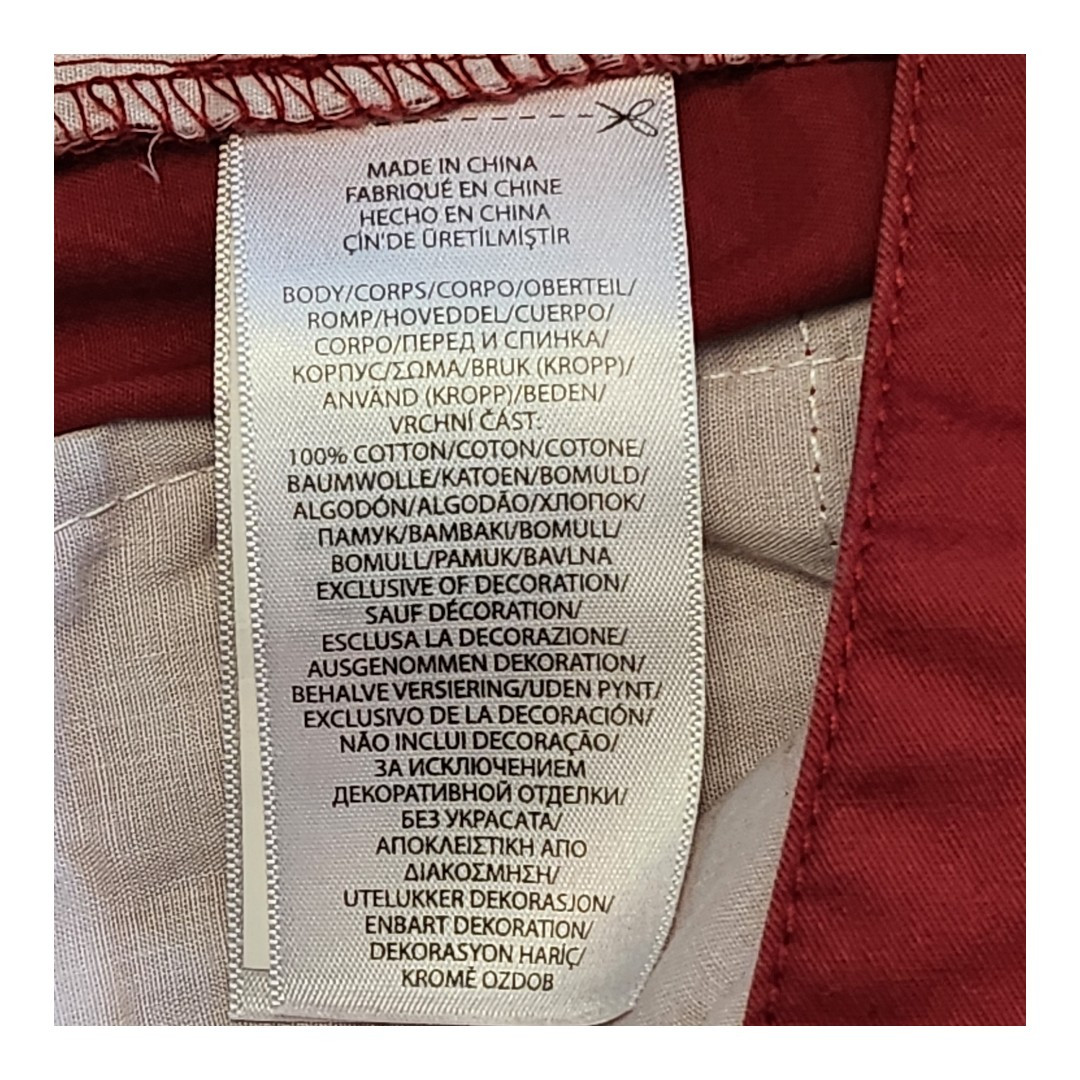 MADE IN CHINA
FABRIQUÉ EN CHINE
HECHO EN CHINA
ÇİN'DE ÜRETİLMİŞTİR
BODY/CORPS/CORPO/OBERTEIL/
ROMP/HOVEDDEL/CUERPO/
CORPO/ПЕРЕД И СПИНКА/
КОРПУС/ΣΩΜΑ/BRUK (KROPP)/
ANVÄND (KROPP)/BEDEN/
VRCHNÍ ČÁST:
100% COTTON/COTON/COTONE/
BAUMWOLLE/KATOEN/BOMULD/
ALGODÓN/ALGODÃO/ХЛОПОК/
ПАМУК/ΒΑΜΒΑΚΙ/BOMULL/
BOMULL/PAMUK/BAVLNA
EXCLUSIVE OF DECORATION/
SAUF DÉCORATION/
ESCLUSA LA DECORAZIONE/
AUSGENOMMEN DEKORATION/
BEHALVE VERSIERING/UDEN PYNT/
EXCLUSIVO DE LA DECORACIÓN/
NÃO INCLUI DECORAÇÃO/
ЗА ИСКЛЮЧЕНИЕМ
ДЕКОРАТИВНОЙ ОТДЕЛКИ/
БЕЗ УКРАСАТА/
ΑΠΟΚΛΕΙΣΤΙΚΗ ΑΠΟ
ΔΙΑΚΟΣΜΗΣΗ/
UTELUKKER DEKORASJON/
ENBART DEKORATION/
DEKORASYON HARİÇ/
KROMĚ OZDOB